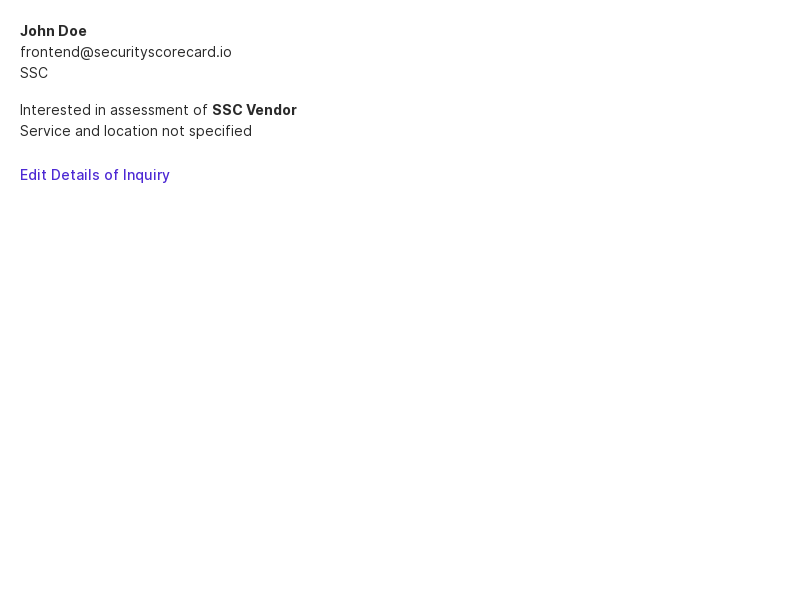 John Doe
frontend@securityscorecard.io
SSC
Interested in assessment of SSC Vendor
Service and location not specified
Edit Details of Inquiry